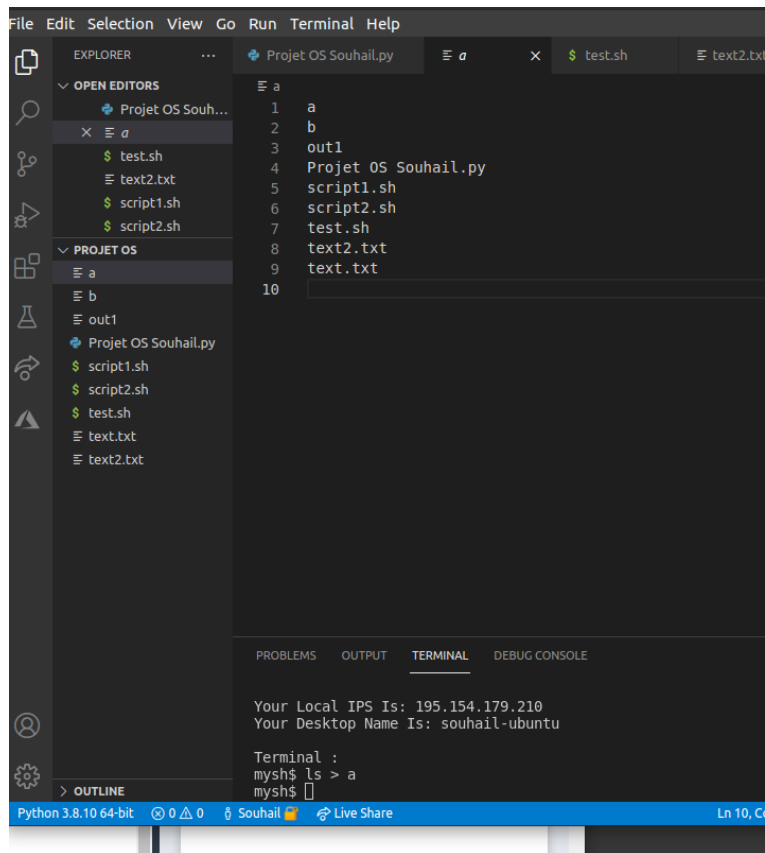 File Edit Selection View Go Run Terminal Help
EXPLORER ...
Projet OS Souhail.py a test.sh text2.txt
OPEN EDITORS
Projet OS Souh...
a
test.sh
text2.txt
script1.sh
script2.sh
PROJET OS
a
b
out1
Projet OS Souhail.py
script1.sh
script2.sh
test.sh
text.txt
text2.txt
OUTLINE
a
1 a
2 b
3 out1
4 Projet OS Souhail.py
5 script1.sh
6 script2.sh
7 test.sh
8 text2.txt
9 text.txt
10
PROBLEMS OUTPUT TERMINAL DEBUG CONSOLE
Your Local IPS Is: 195.154.179.210
Your Desktop Name Is: souhail-ubuntu
Terminal :
mysh$ ls > a
mysh$
Python 3.8.10 64-bit 0 0 Souhail Live Share Ln 10, Co